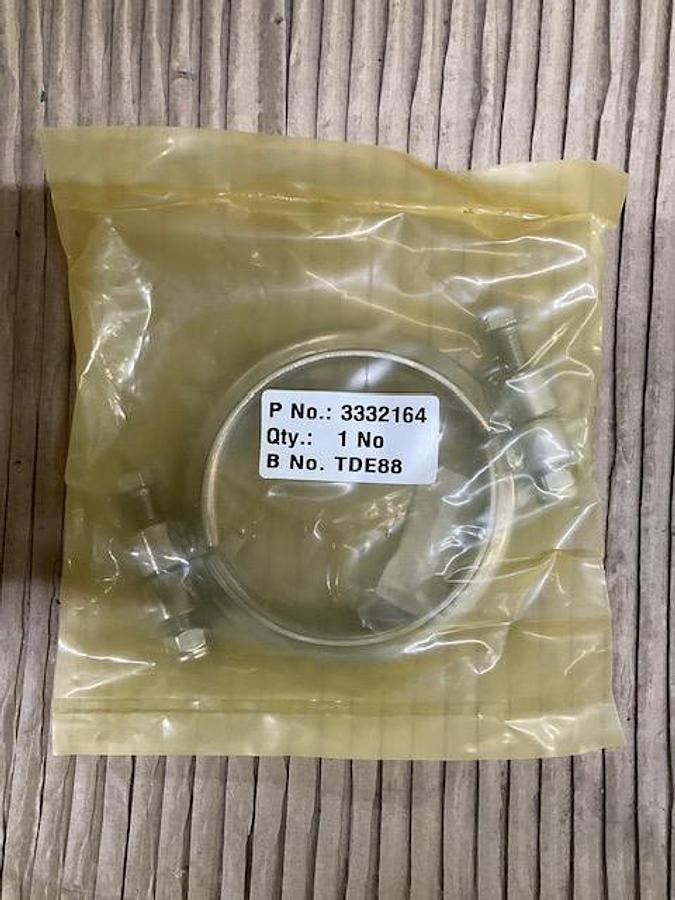 P No.: 3332164
Qty.: 1 No
B No. TDE88